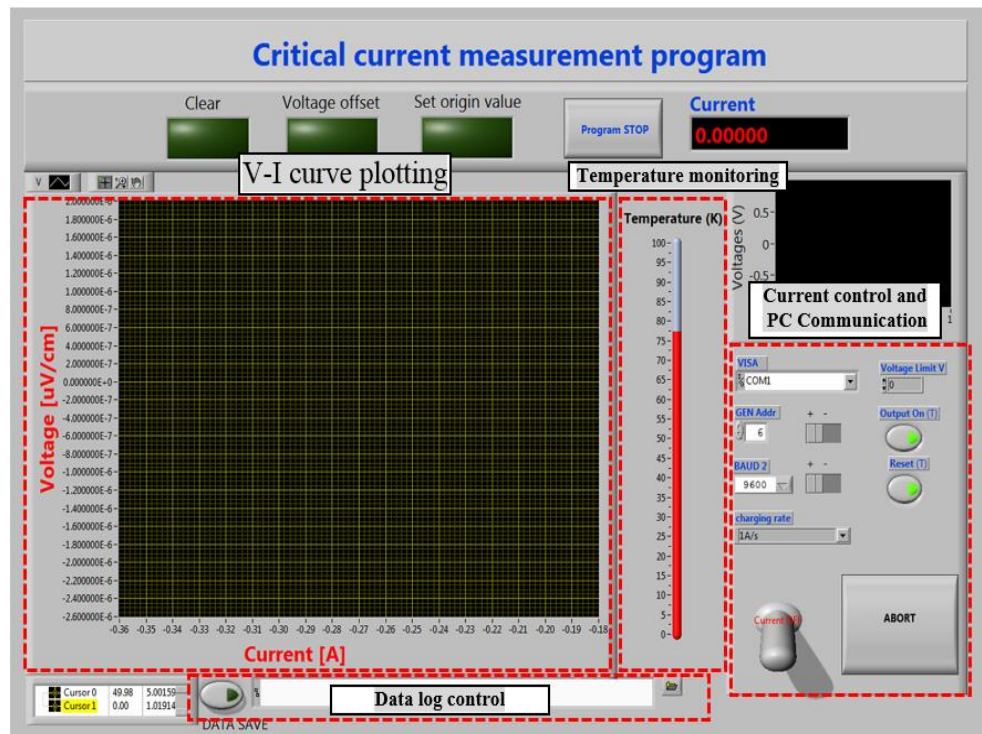 Critical current measurement program
Clear
Voltage offset
Set origin value
Program STOP
Current
0.00000
V-I curve plotting
Temperature monitoring
V
2.000000E-6
1.800000E-6
1.600000E-6
1.400000E-6
1.200000E-6
1.000000E-6
8.000000E-7
6.000000E-7
4.000000E-7
2.000000E-7
0.000000E+0
-2.000000E-7
-4.000000E-7
-6.000000E-7
-8.000000E-7
-1.000000E-6
-1.200000E-6
-1.400000E-6
-1.600000E-6
-1.800000E-6
-2.000000E-6
-2.200000E-6
-2.400000E-6
-2.600000E-6
Voltage [uV/cm]
-0.36 -0.35 -0.34 -0.33 -0.32 -0.31 -0.30 -0.29 -0.28 -0.27 -0.26 -0.25 -0.24 -0.23 -0.22 -0.21 -0.20 -0.19 -0.18
Current [A]
Temperature (K)
100
95
90
85
80
75
70
65
60
55
50
45
40
35
30
25
20
15
10
5
0
Voltages (V)
0.5
0
-0.5
1
Current control and
PC Communication
VISA
COM1
Voltage Limit V
0
GEN Addr
+ -
Output On (T)
6
BAUD 2
+ -
Reset (T)
9600
charging rate
1A/s
Current
ABORT
Cursor 0 49.98 5.00159
Cursor 1 0.00 1.01914
Data log control
DATA SAVE